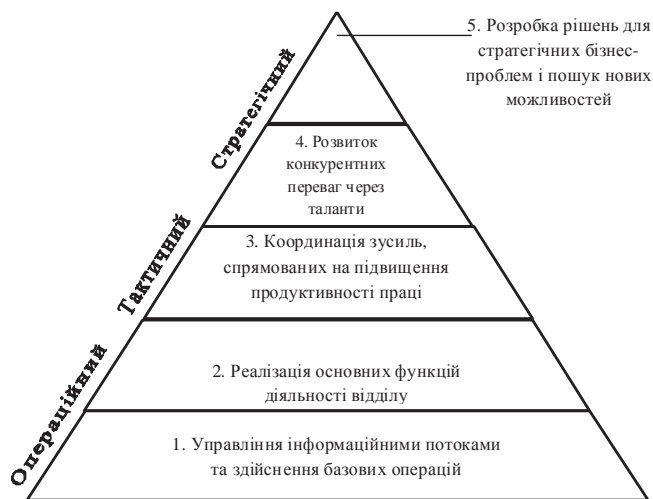 5. Розробка рішень для
стратегічних бізнес-
проблем і пошук нових
можливостей
Стратегічний
4. Розвиток
конкурентних
переваг через
таланти
Тактичний
3. Координація зусиль,
спрямованих на підвищення
продуктивності праці
Операційний
2. Реалізація основних функцій
діяльності відділу
1. Управління інформаційними потоками
та здійснення базових операцій